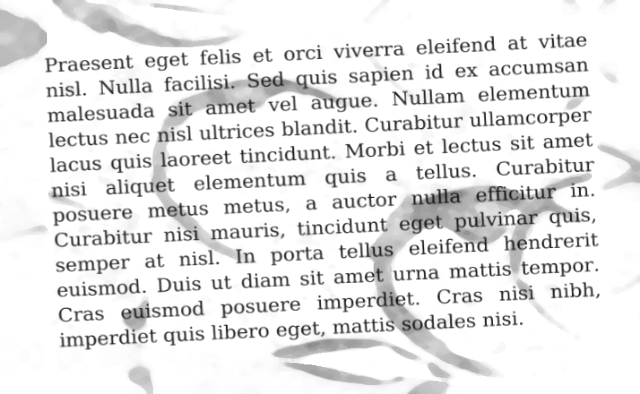 Praesent eget felis et orci viverra eleifend at vitae
nisl. Nulla facilisi. Sed quis sapien id ex accumsan
malesuada sit amet vel augue. Nullam elementum
lectus nec nisl ultrices blandit. Curabitur ullamcorper
lacus quis laoreet tincidunt. Morbi et lectus sit amet
nisi aliquet elementum quis a tellus. Curabitur
posuere metus metus, a auctor nulla efficitur in.
Curabitur nisi mauris, tincidunt eget pulvinar quis,
semper at nisl. In porta tellus eleifend hendrerit
euismod. Duis ut diam sit amet urna mattis tempor.
Cras euismod posuere imperdiet. Cras nisi nibh,
imperdiet quis libero eget, mattis sodales nisi.